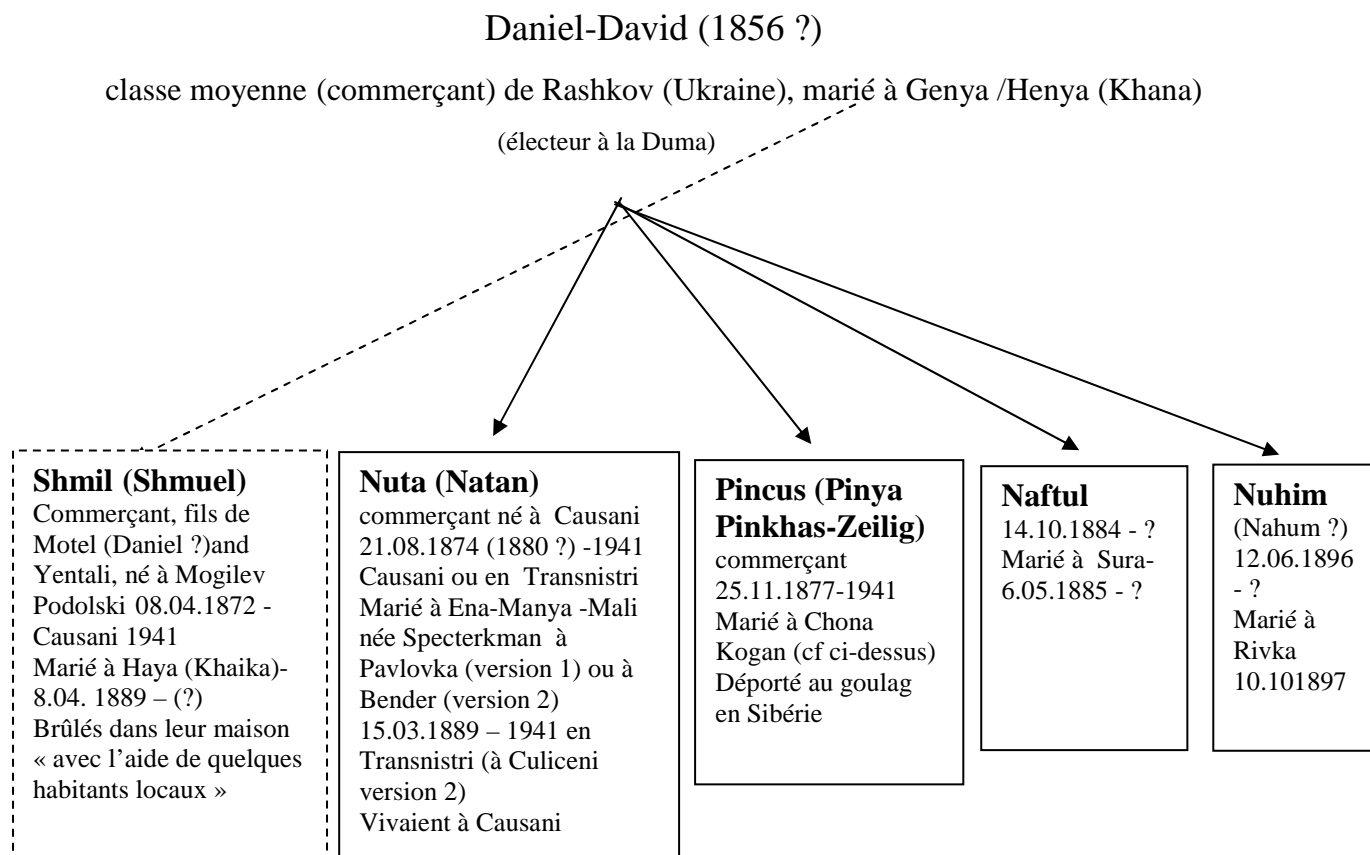 Daniel-David (1856 ?)
classe moyenne (commerçant) de Rashkov (Ukraine), marié à Genya /Henya (Khana)
(électeur à la Duma)
Shmil (Shmuel)
Commerçant, fils de
Motel (Daniel ?)and
Yentali, né à Mogilev
Podolski 08.04.1872 -
Causani 1941
Marié à Haya (Khaika)-
8.04. 1889 – (?)
Brûlés dans leur maison
« avec l’aide de quelques
habitants locaux »
Nuta (Natan)
commerçant né à Causani
21.08.1874 (1880 ?) -1941
Causani ou en Transnistri
Marié à Ena-Manya -Mali
née Specterkman à
Pavlovka (version 1) ou à
Bender (version 2)
15.03.1889 – 1941 en
Transnistri (à Culiceni
version 2)
Vivaient à Causani
Pincus (Pinya
Pinkhas-Zeilig)
commerçant
25.11.1877-1941
Marié à Chona
Kogan (cf ci-dessus)
Déporté au goulag
en Sibérie
Naftul
14.10.1884 - ?
Marié à Sura-
6.05.1885 - ?
Nuhim
(Nahum ?)
12.06.1896
- ?
Marié à
Rivka
10.101897